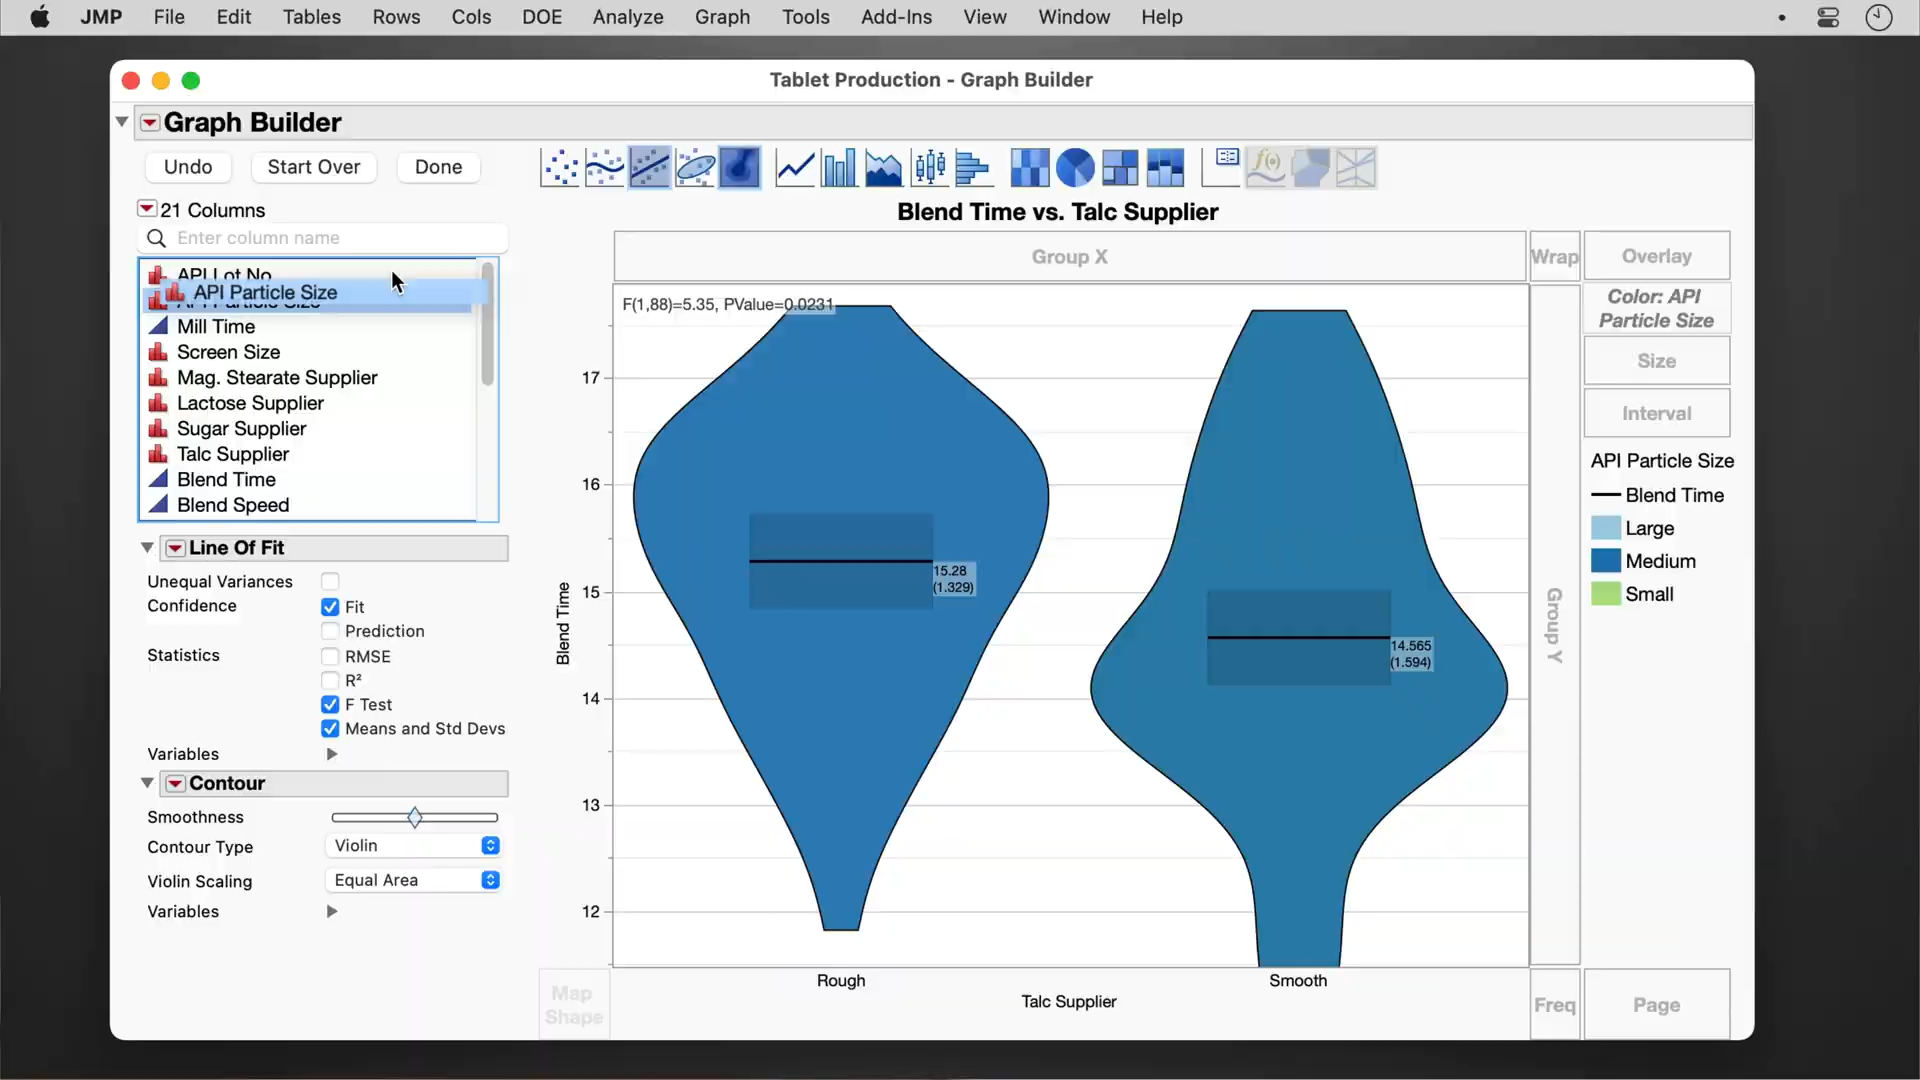 JMP File Edit Tables Rows Cols DOE Analyze Graph Tools Add-Ins View Window Help
Tablet Production - Graph Builder
Graph Builder
Undo Start Over Done
21 Columns
Enter column name
API Lot No
API Particle Size
API Particle Size
Mill Time
Screen Size
Mag. Stearate Supplier
Lactose Supplier
Sugar Supplier
Talc Supplier
Blend Time
Blend Speed
Line Of Fit
Unequal Variances
Confidence
Fit
Prediction
Statistics
RMSE
R²
F Test
Means and Std Devs
Variables
Contour
Smoothness
Contour Type Violin
Violin Scaling Equal Area
Variables
Blend Time vs. Talc Supplier
Group X
Wrap
Overlay
F(1,88)=5.35, PValue=0.0231
Color: API
Particle Size
Size
Interval
API Particle Size
Blend Time
Large
Medium
Small
17
16
15
14
13
12
Blend Time
15.28
(1.329)
14.565
(1.594)
Group Y
Rough
Smooth
Talc Supplier
Map
Shape
Freq
Page